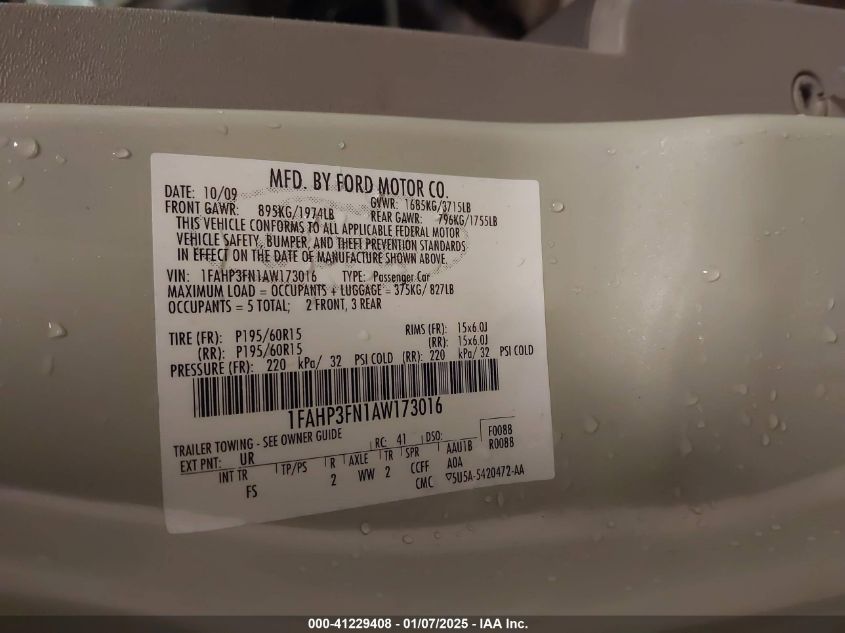 MFD. BY FORD MOTOR CO.
DATE: 10/09 GVWR: 1685KG/3715LB
FRONT GAWR: 895KG/1974LB REAR GAWR: 796KG/1755LB
THIS VEHICLE CONFORMS TO ALL APPLICABLE FEDERAL MOTOR
VEHICLE SAFETY, BUMPER, AND THEFT PREVENTION STANDARDS
IN EFFECT ON THE DATE OF MANUFACTURE SHOWN ABOVE.
VIN: 1FAHP3FN1AW173016 TYPE: Passenger Car
MAXIMUM LOAD = OCCUPANTS + LUGGAGE = 375KG/ 827LB
OCCUPANTS = 5 TOTAL; 2 FRONT, 3 REAR
TIRE (FR): P195/60R15 RIMS (FR): 15x6.0J
(RR): P195/60R15 (RR): 15x6.0J
PRESSURE (FR): 220 kPa/ 32 PSI COLD (RR): 220 kPa/ 32 PSI COLD
1FAHP3FN1AW173016
TRAILER TOWING - SEE OWNER GUIDE RC: 41 DSO: F00BB
EXT PNT: UR R AXLE TR SPR AAU1B R00BB
INT TR TP/PS 2 WW 2 CCFF A0A
FS CMC ▽5U5A-5420472-AA
000-41229408 - 01/07/2025 - IAA Inc.